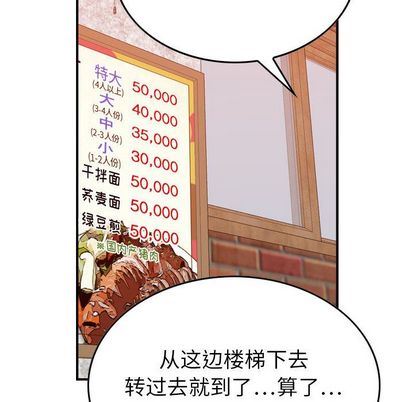 特大
(4人以上) 50,000
大 40,000
(3-4人份)
中 35,000
(2-3人份)
小 30,000
(1-2人份)
干拌面 50,000
荞麦面 50,000
绿豆煎 50,000
国内产猪肉
从这边楼梯下去
转过去就到了...算了...